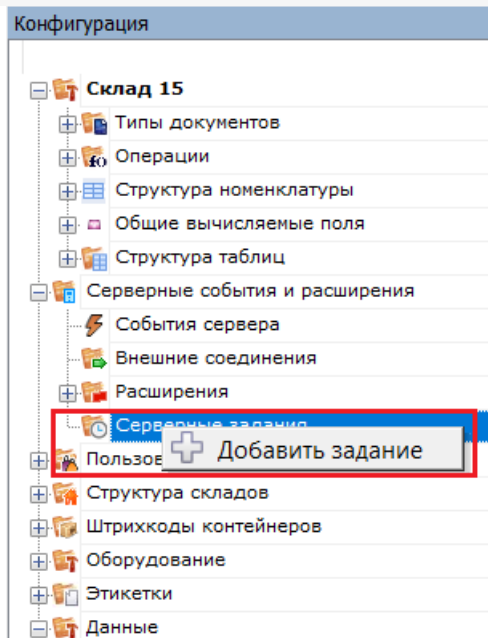 Конфигурация
Склад 15
Типы документов
Операции
Структура номенклатуры
Общие вычисляемые поля
Структура таблиц
Серверные события и расширения
События сервера
Внешние соединения
Расширения
Серверные задания
Добавить задание
Структура складов
Штрихкоды контейнеров
Оборудование
Этикетки
Данные